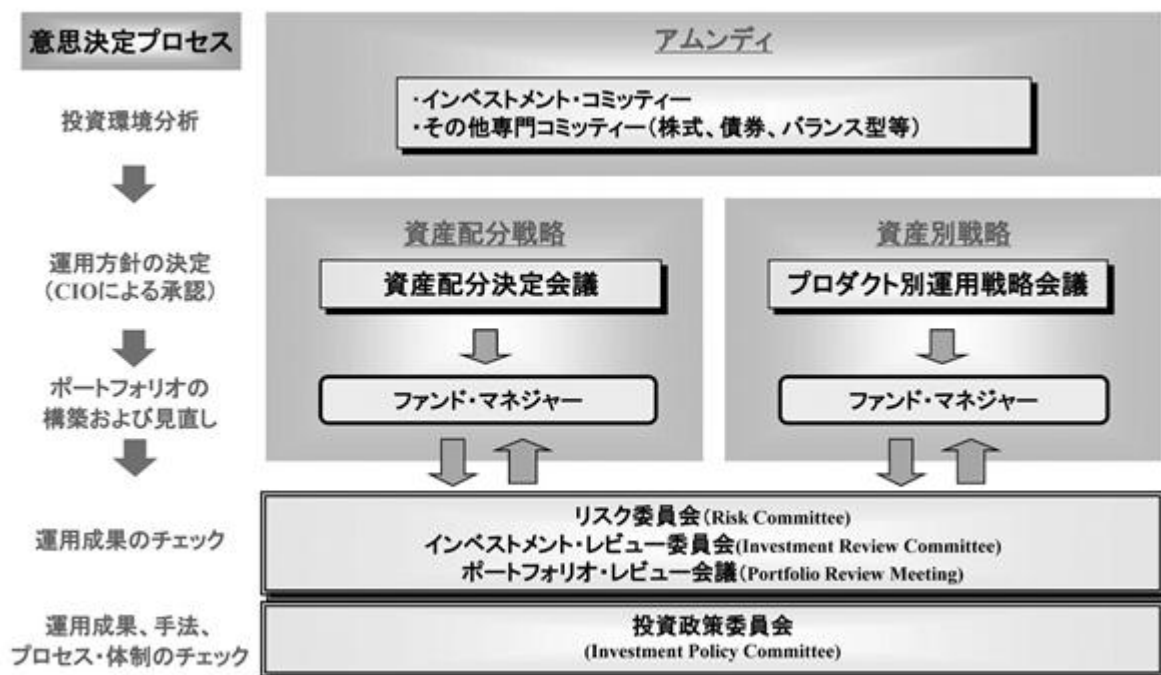 意思決定プロセス
アムンディ
投資環境分析
・インベストメント・コミッティー
・その他専門コミッティー(株式、債券、バランス型等)
運用方針の決定
(CIOによる承認)
資産配分戦略
資産配分決定会議
資産別戦略
プロダクト別運用戦略会議
ポートフォリオの
構築および見直し
ファンド・マネジャー
ファンド・マネジャー
運用成果のチェック
リスク委員会(Risk Committee)
インベストメント・レビュー委員会(Investment Review Committee)
ポートフォリオ・レビュー会議(Portfolio Review Meeting)
運用成果、手法、
プロセス・体制のチェック
投資政策委員会
(Investment Policy Committee)